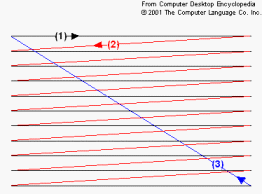 From Computer Desktop Encyclopedia
© 2001 The Computer Language Co. Inc.
(1)
(2)
(3)